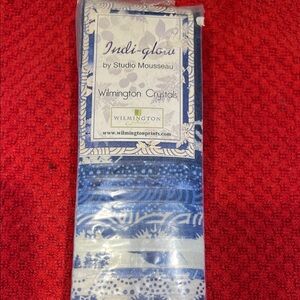 Indi-glow
by Studio Mousseau
Wilmington Crystals
WILMINGTON
www.wilmingtonprints.com